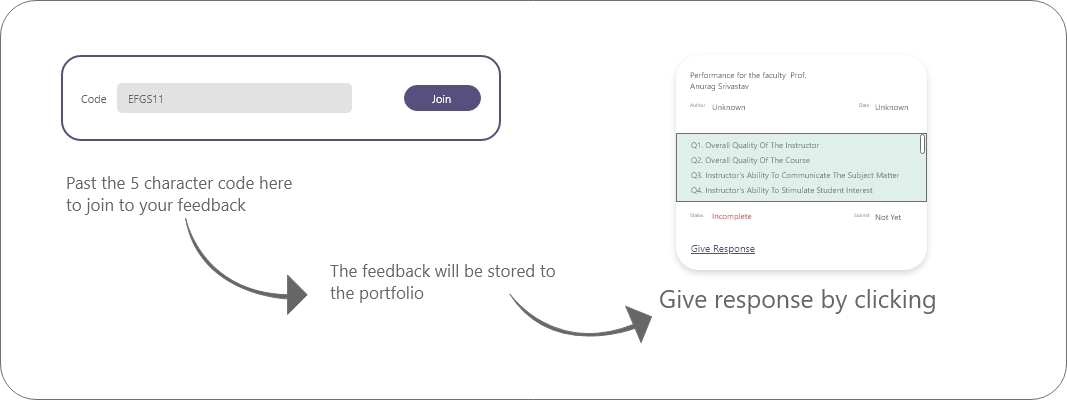 Code EFGS11 Join
Past the 5 character code here
to join to your feedback
The feedback will be stored to
the portfolio
Performance for the faculty Prof.
Anurag Srivastav
Author Unknown Date Unknown
Q1. Overall Quality Of The Instructor
Q2. Overall Quality Of The Course
Q3. Instructor's Ability To Communicate The Subject Matter
Q4. Instructor's Ability To Stimulate Student Interest
Status Incomplete Submit Not Yet
Give Response
Give response by clicking